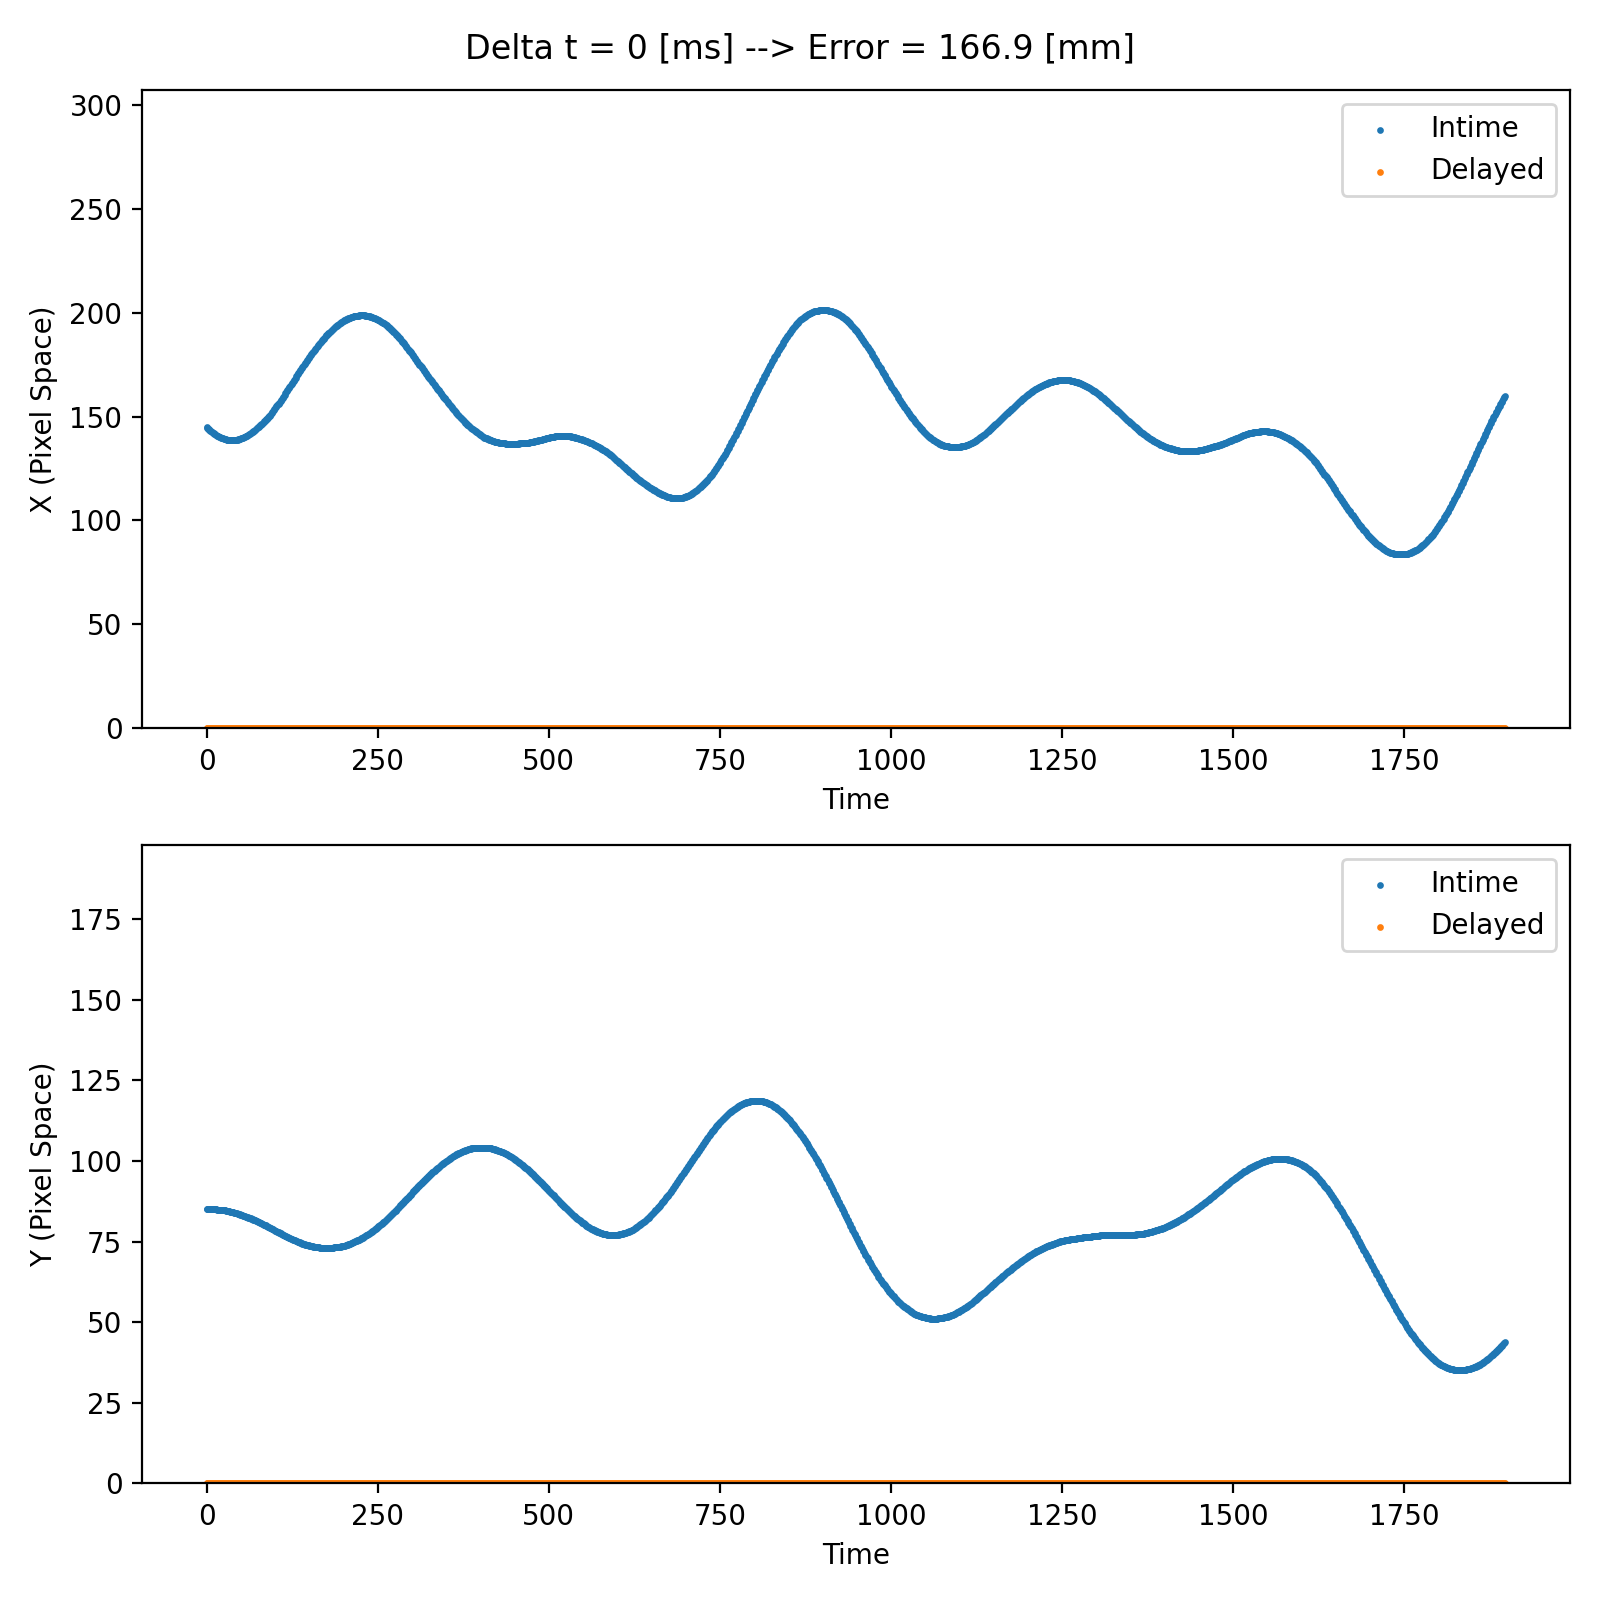 Delta t = 0 [ms] --> Error = 166.9 [mm]
300
250
200
150
100
50
0
X (Pixel Space)
Intime
Delayed
0 250 500 750 1000 1250 1500 1750
Time
175
150
125
100
75
50
25
0
Y (Pixel Space)
Intime
Delayed
0 250 500 750 1000 1250 1500 1750
Time